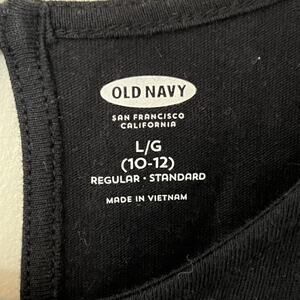 OLD NAVY
SAN FRANCISCO
CALIFORNIA
L/G
(10-12)
REGULAR • STANDARD
MADE IN VIETNAM